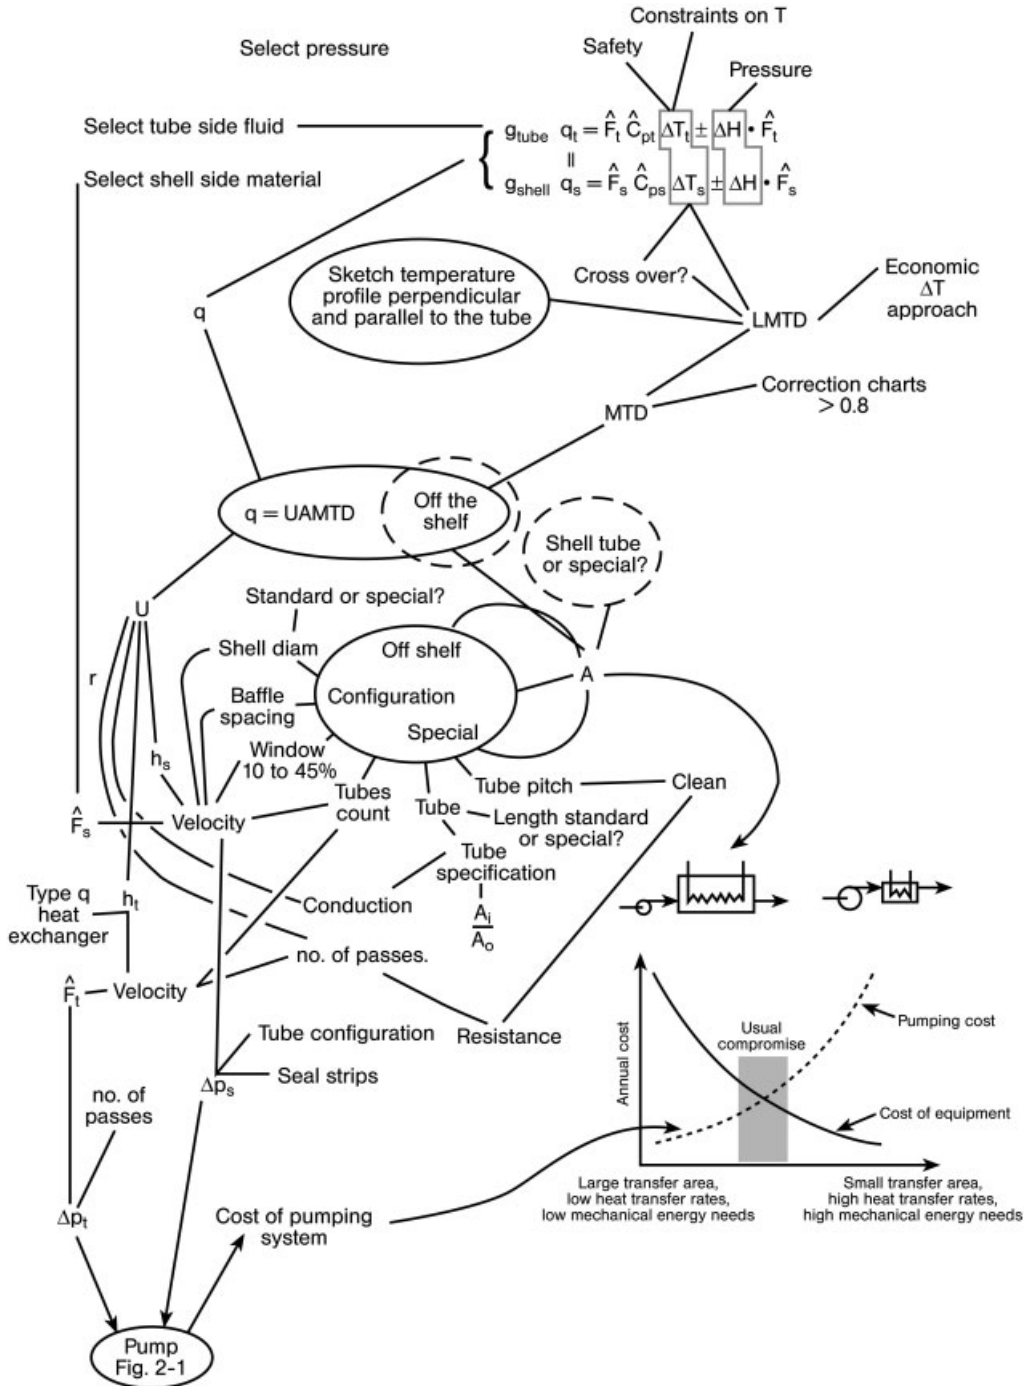 Constraints on T
Select pressure
Safety
Pressure
Select tube side fluid
g_tube q_t = F̂_t Ĉ_pt ΔT_t ± ΔH • F̂_t
=
Select shell side material
g_shell q_s = F̂_s Ĉ_ps ΔT_s ± ΔH • F̂_s
Sketch temperature
profile perpendicular
and parallel to the tube
Cross over?
Economic
ΔT
approach
q
LMTD
MTD
Correction charts
> 0.8
q = UAMTD
Off the
shelf
Shell tube
or special?
U
Standard or special?
Shell diam
Off shelf
A
r
Baffle
spacing
Configuration
Special
h_s
Window
10 to 45%
Tubes
count
Tube pitch
Clean
F̂_s
Velocity
Tube
Length standard
or special?
Tube
specification
Type q
heat
exchanger
h_t
Conduction
A_i
A_o
no. of passes.
F̂_t
Velocity
Tube configuration
Resistance
Δp_s
Seal strips
no. of
passes
Annual cost
Usual
compromise
Pumping cost
Cost of equipment
Large transfer area,
low heat transfer rates,
low mechanical energy needs
Small transfer area,
high heat transfer rates,
high mechanical energy needs
Δp_t
Cost of pumping
system
Pump
Fig. 2-1